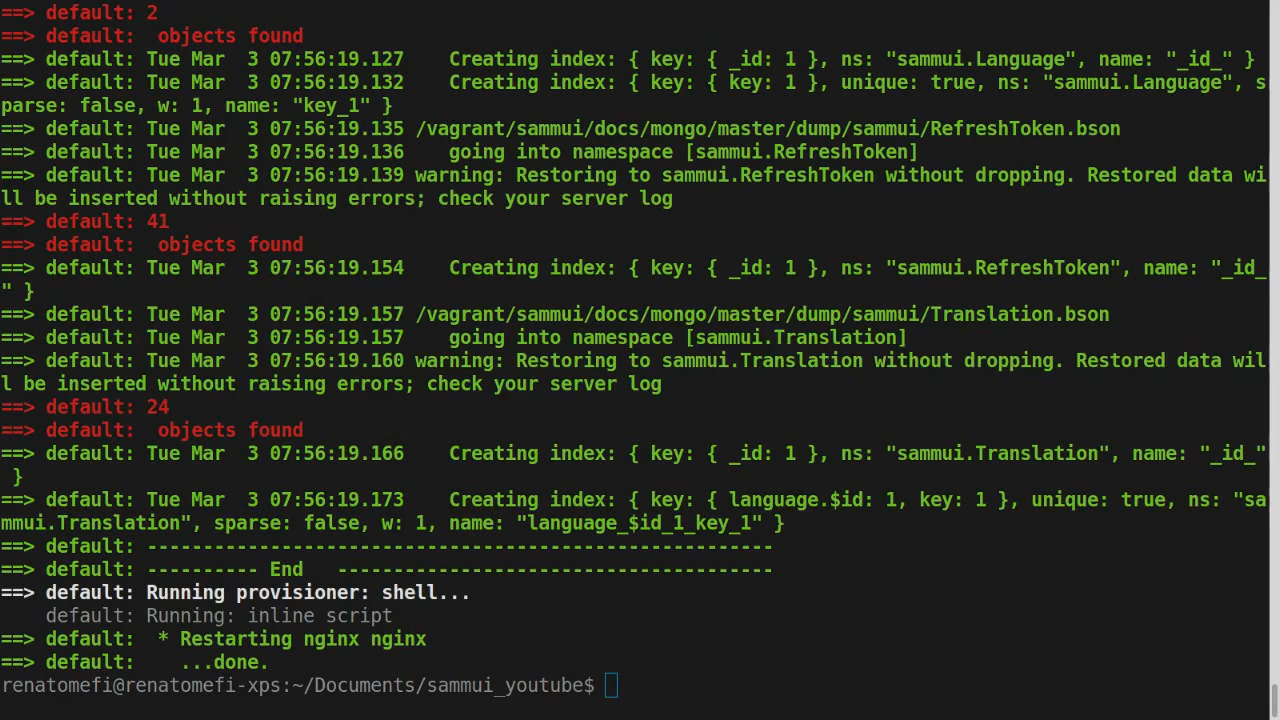 ==> default: 2
==> default:  objects found
==> default: Tue Mar  3 07:56:19.127    Creating index: { key: { _id: 1 }, ns: "sammui.Language", name: "_id_" }
==> default: Tue Mar  3 07:56:19.132    Creating index: { key: { key: 1 }, unique: true, ns: "sammui.Language", s
parse: false, w: 1, name: "key_1" }
==> default: Tue Mar  3 07:56:19.135 /vagrant/sammui/docs/mongo/master/dump/sammui/RefreshToken.bson
==> default: Tue Mar  3 07:56:19.136    going into namespace [sammui.RefreshToken]
==> default: Tue Mar  3 07:56:19.139 warning: Restoring to sammui.RefreshToken without dropping. Restored data wi
ll be inserted without raising errors; check your server log
==> default: 41
==> default:  objects found
==> default: Tue Mar  3 07:56:19.154    Creating index: { key: { _id: 1 }, ns: "sammui.RefreshToken", name: "_id_
" }
==> default: Tue Mar  3 07:56:19.157 /vagrant/sammui/docs/mongo/master/dump/sammui/Translation.bson
==> default: Tue Mar  3 07:56:19.157    going into namespace [sammui.Translation]
==> default: Tue Mar  3 07:56:19.160 warning: Restoring to sammui.Translation without dropping. Restored data wil
l be inserted without raising errors; check your server log
==> default: 24
==> default:  objects found
==> default: Tue Mar  3 07:56:19.166    Creating index: { key: { _id: 1 }, ns: "sammui.Translation", name: "_id_"
 }
==> default: Tue Mar  3 07:56:19.173    Creating index: { key: { language.$id: 1, key: 1 }, unique: true, ns: "sa
mmui.Translation", sparse: false, w: 1, name: "language_$id_1_key_1" }
==> default: --------------------------------------------------------
==> default: ---------- End   ---------------------------------------
==> default: Running provisioner: shell...
    default: Running: inline script
==> default:  * Restarting nginx nginx
==> default:    ...done.
renatomefi@renatomefi-xps:~/Documents/sammui_youtube$